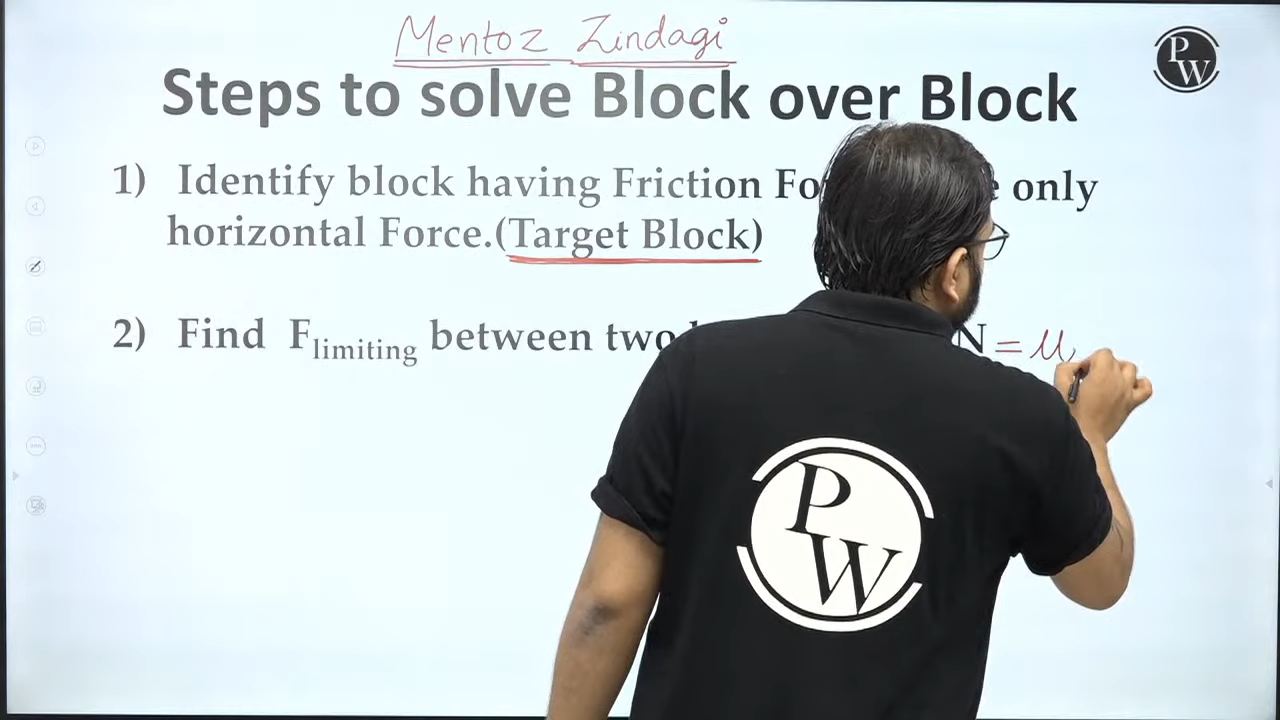 Mentoz Zindagi
PW
Steps to solve Block over Block
1) Identify block having Friction only
horizontal Force.(Target Block)
2) Find Flimiting between two N = μ
PW